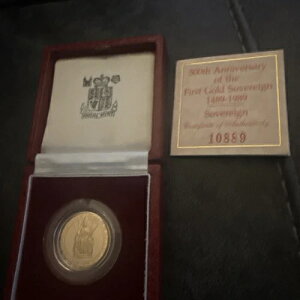 ROYAL MINT
500th Anniversary
of the
First Gold Sovereign
1489-1989
Sovereign
Certificate of Authenticity
10889